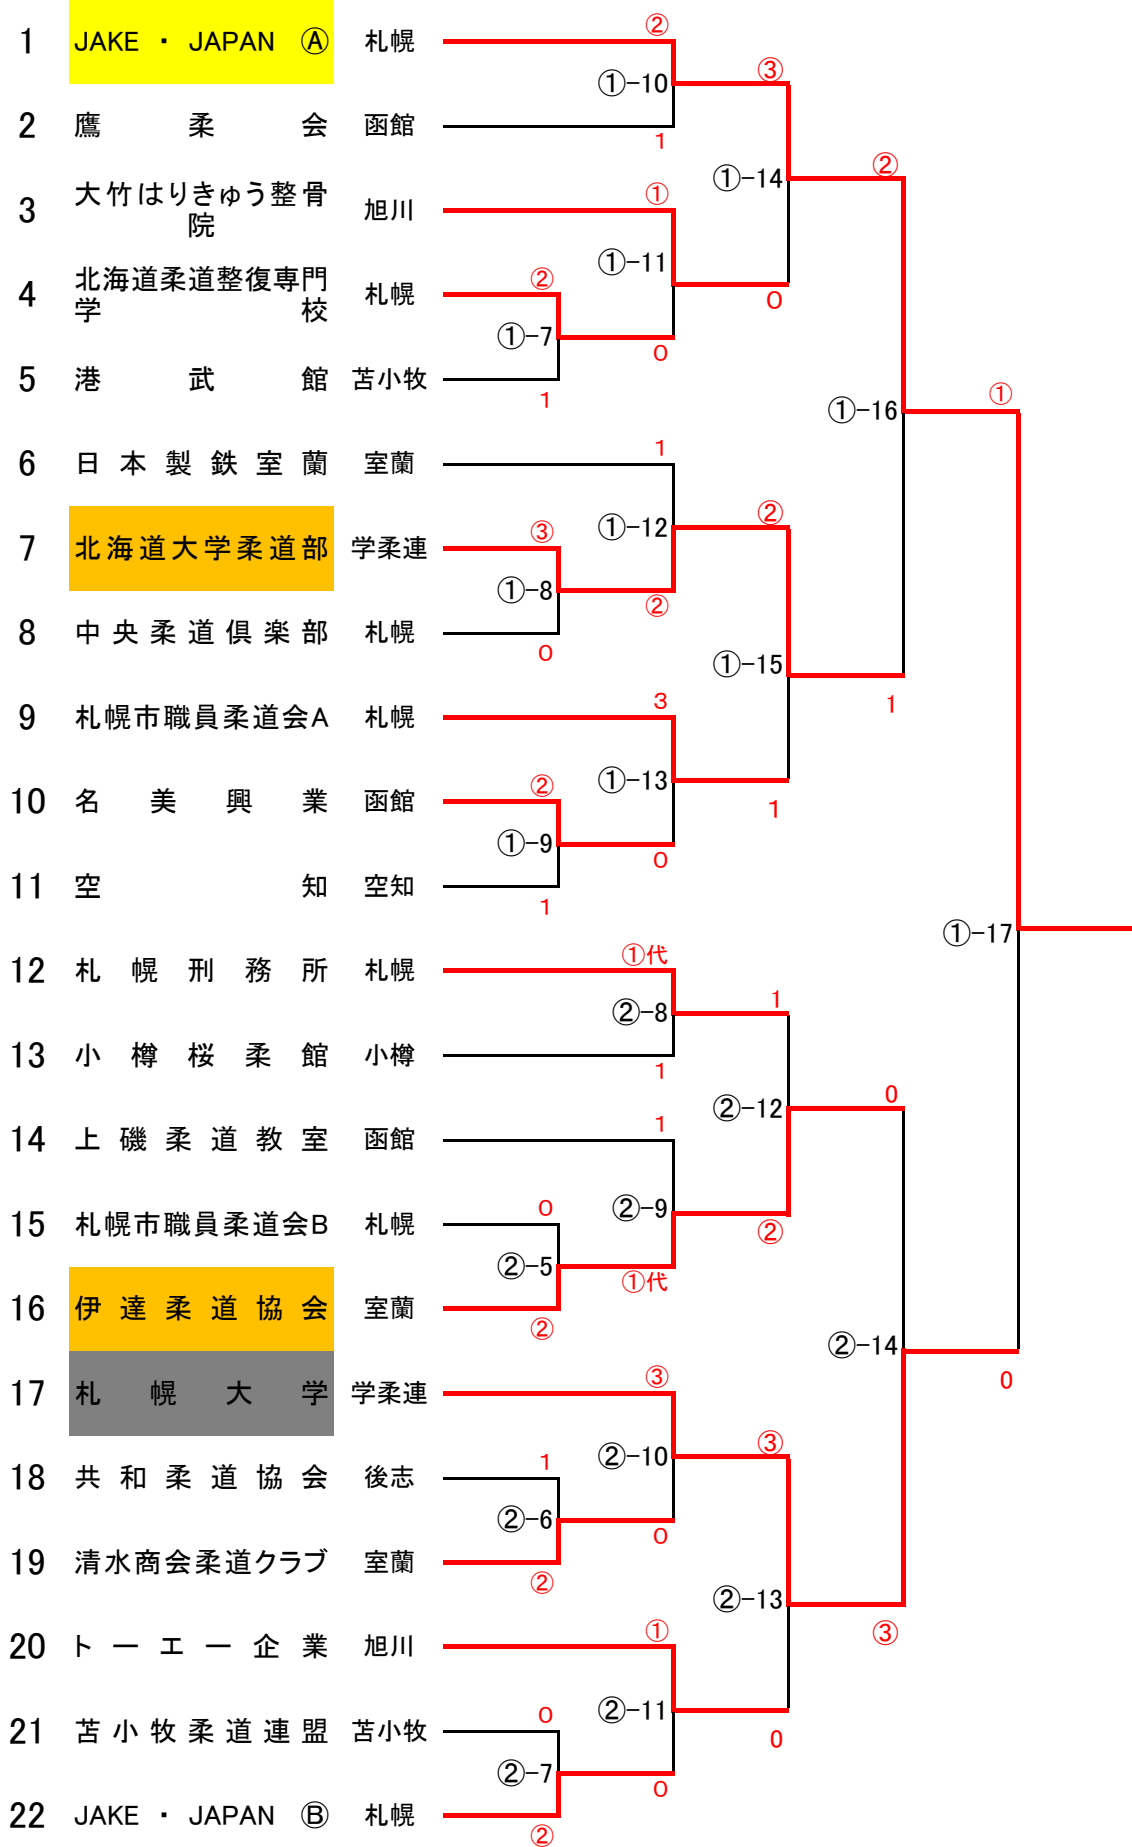 ②
1 JAKE ・ JAPAN Ⓐ 札幌
①-10 ③
2 鷹柔会 函館
1
①-14 ②
3 大竹はりきゅう整骨院 旭川 ①
①-11
4 北海道柔道整復専門学校 札幌 ②
0
①-7
0
5 港武館 苫小牧
1
①-16 ①
1
6 日本製鉄室蘭 室蘭
①-12 ②
7 北海道大学柔道部 学柔連 ③
①-8
②
8 中央柔道倶楽部 札幌
0
①-15
1
3
9 札幌市職員柔道会A 札幌
①-13
10 名美興業 函館 ②
1
①-9
0
11 空知 空知
1
①-17
①代
12 札幌刑務所 札幌
1
②-8
13 小樽桜柔館 小樽
1
0
②-12
1
14 上磯柔道教室 函館
②-9
0
15 札幌市職員柔道会B 札幌
②
②-5
①代
16 伊達柔道協会 室蘭
②
②-14
0
③
17 札幌大学 学柔連
②-10 ③
1
18 共和柔道協会 後志
②-6
0
19 清水商会柔道クラブ 室蘭
②
②-13
③
①
20 トーエー企業 旭川
②-11
0
0
21 苫小牧柔道連盟 苫小牧
②-7
0
22 JAKE ・ JAPAN Ⓑ 札幌
②